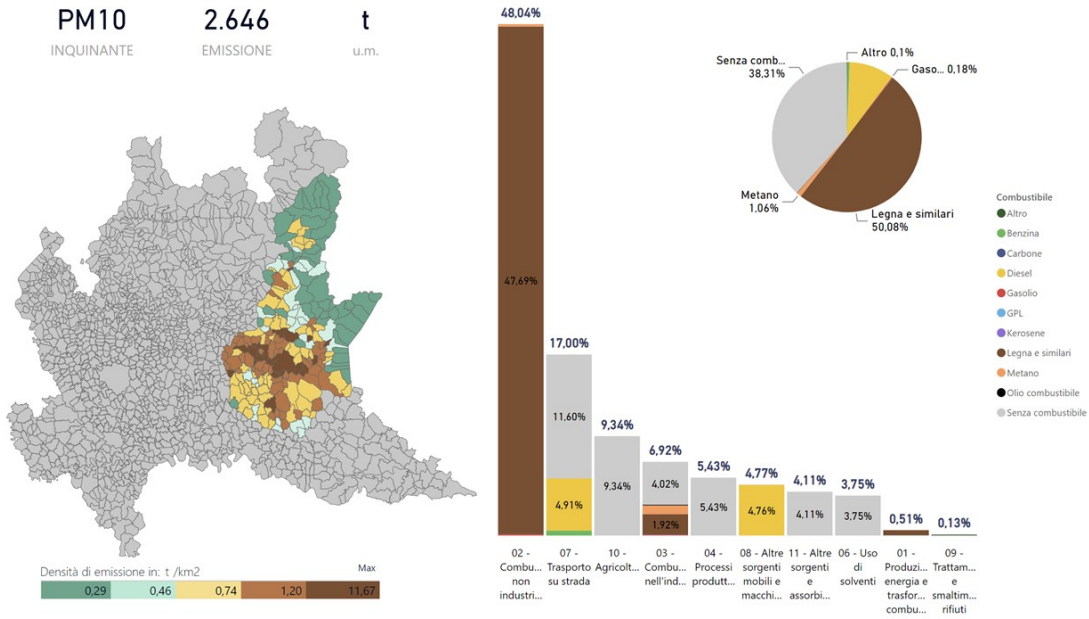 PM10
2.646
t
INQUINANTE
EMISSIONE
u.m.
Densità di emissione in: t /km2
Max
0,29
0,46
0,74
1,20
11,67
48,04%
47,69%
17,00%
11,60%
4,91%
9,34%
9,34%
6,92%
4,02%
1,92%
5,43%
5,43%
4,77%
4,76%
4,11%
4,11%
3,75%
3,75%
0,51%
0,13%
02 -
Combu...
non
industri...
07 -
Trasporto
su strada
10 -
Agricolt...
03 -
Combu...
nell'ind...
04 -
Processi
produtt...
08 - Altre
sorgenti
mobili e
macchi...
11 - Altre
sorgenti
e
assorbi...
06 - Uso
di
solventi
01 -
Produzi...
energia e
trasfor...
combu...
09 -
Trattam...
e
smaltim...
rifiuti
Altro 0,1%
Gaso... 0,18%
Senza comb...
38,31%
Metano
1,06%
Legna e similari
50,08%
Combustibile
Altro
Benzina
Carbone
Diesel
Gasolio
GPL
Kerosene
Legna e similari
Metano
Olio combustibile
Senza combustibile